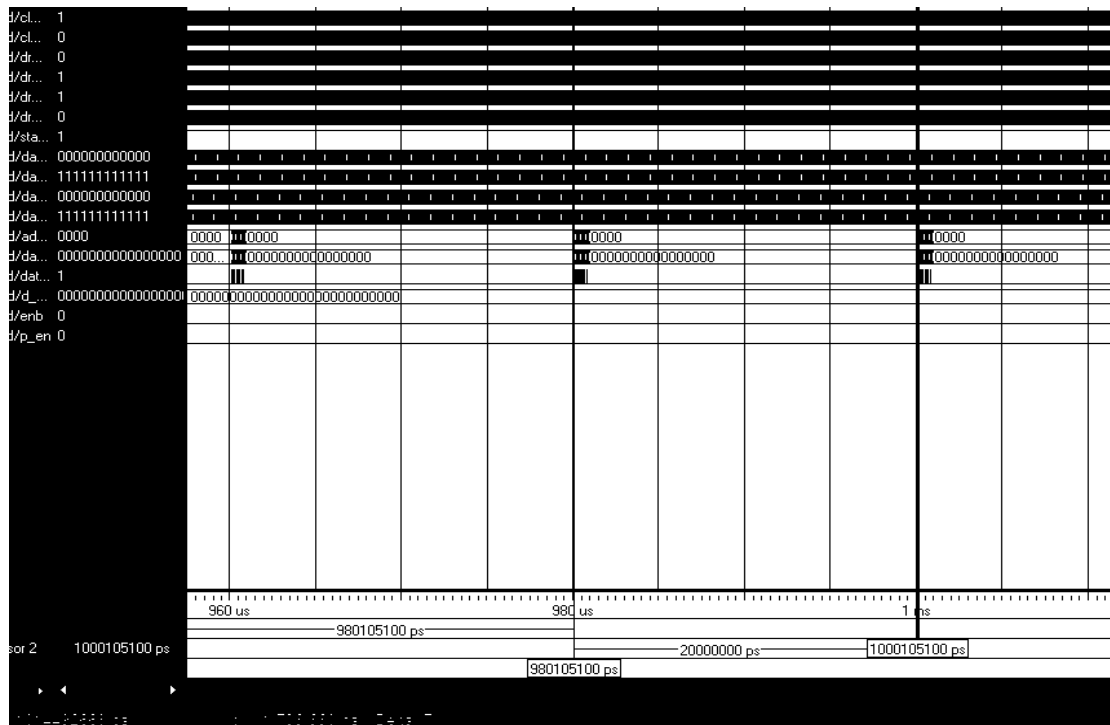 d/cl... 1
d/cl... 0
d/dr... 0
d/dr... 1
d/dr... 1
d/dr... 0
d/sta... 1
d/da... 000000000000
d/da... 111111111111
d/da... 000000000000
d/da... 111111111111
d/ad... 0000 0000 0000 0000 0000
d/da... 0000000000000000 000... 0000000000000000 0000000000000000 0000000000000000
d/dat... 1
d/d_...
d/enb 0
d/p_en 0
960 us 980 us 1 ms
980105100 ps
sor 2 1000105100 ps 20000000 ps 1000105100 ps
980105100 ps